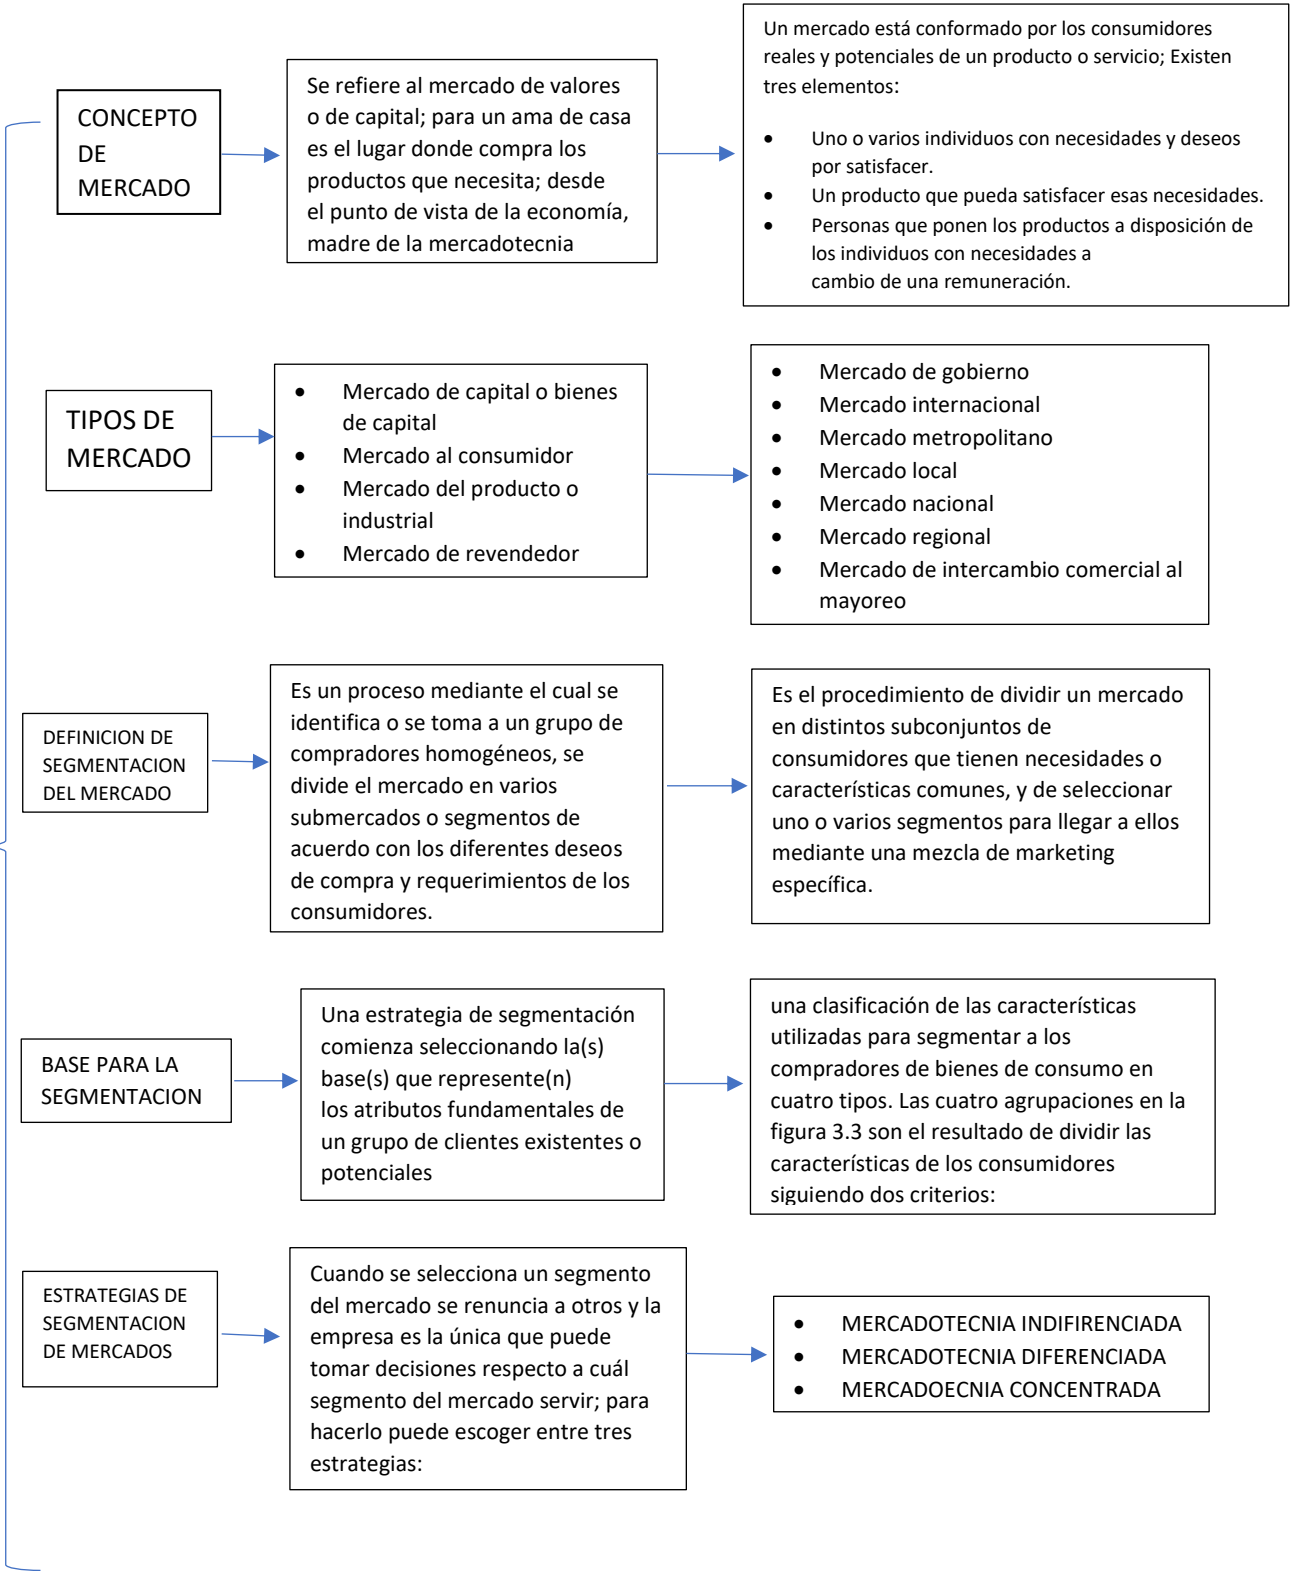 CONCEPTO
DE
MERCADO
Se refiere al mercado de valores
o de capital; para un ama de casa
es el lugar donde compra los
productos que necesita; desde
el punto de vista de la economía,
madre de la mercadotecnia
Un mercado está conformado por los consumidores
reales y potenciales de un producto o servicio; Existen
tres elementos:
• Uno o varios individuos con necesidades y deseos
por satisfacer.
• Un producto que pueda satisfacer esas necesidades.
• Personas que ponen los productos a disposición de
los individuos con necesidades a
cambio de una remuneración.
TIPOS DE
MERCADO
• Mercado de capital o bienes
de capital
• Mercado al consumidor
• Mercado del producto o
industrial
• Mercado de revendedor
• Mercado de gobierno
• Mercado internacional
• Mercado metropolitano
• Mercado local
• Mercado nacional
• Mercado regional
• Mercado de intercambio comercial al
mayoreo
DEFINICION DE
SEGMENTACION
DEL MERCADO
Es un proceso mediante el cual se
identifica o se toma a un grupo de
compradores homogéneos, se
divide el mercado en varios
submercados o segmentos de
acuerdo con los diferentes deseos
de compra y requerimientos de los
consumidores.
Es el procedimiento de dividir un mercado
en distintos subconjuntos de
consumidores que tienen necesidades o
características comunes, y de seleccionar
uno o varios segmentos para llegar a ellos
mediante una mezcla de marketing
específica.
BASE PARA LA
SEGMENTACION
Una estrategia de segmentación
comienza seleccionando la(s)
base(s) que represente(n)
los atributos fundamentales de
un grupo de clientes existentes o
potenciales
una clasificación de las características
utilizadas para segmentar a los
compradores de bienes de consumo en
cuatro tipos. Las cuatro agrupaciones en la
figura 3.3 son el resultado de dividir las
características de los consumidores
siguiendo dos criterios:
ESTRATEGIAS DE
SEGMENTACION
DE MERCADOS
Cuando se selecciona un segmento
del mercado se renuncia a otros y la
empresa es la única que puede
tomar decisiones respecto a cuál
segmento del mercado servir; para
hacerlo puede escoger entre tres
estrategias:
• MERCADOTECNIA INDIFIRENCIADA
• MERCADOTECNIA DIFERENCIADA
• MERCADOECNIA CONCENTRADA